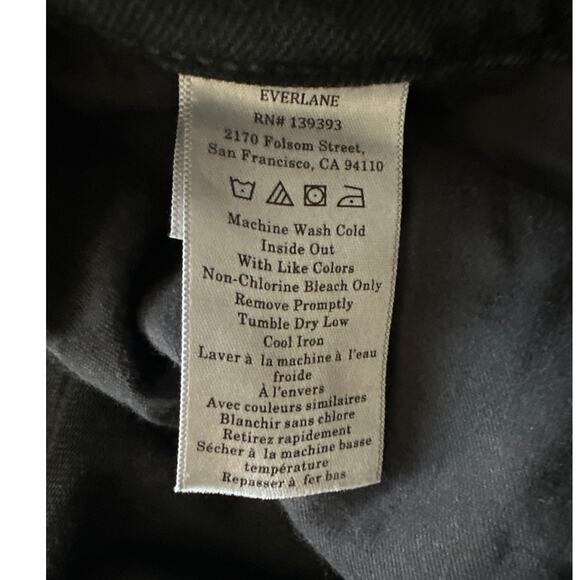 EVERLANE
RN# 139393
2170 Folsom Street,
San Francisco, CA 94110
Machine Wash Cold
Inside Out
With Like Colors
Non-Chlorine Bleach Only
Remove Promptly
Tumble Dry Low
Cool Iron
Laver à la machine à l'eau
froide
À l'envers
Avec couleurs similaires
Blanchir sans chlore
Retirez rapidement
Sécher à la machine basse
température
Repasser à fer bas